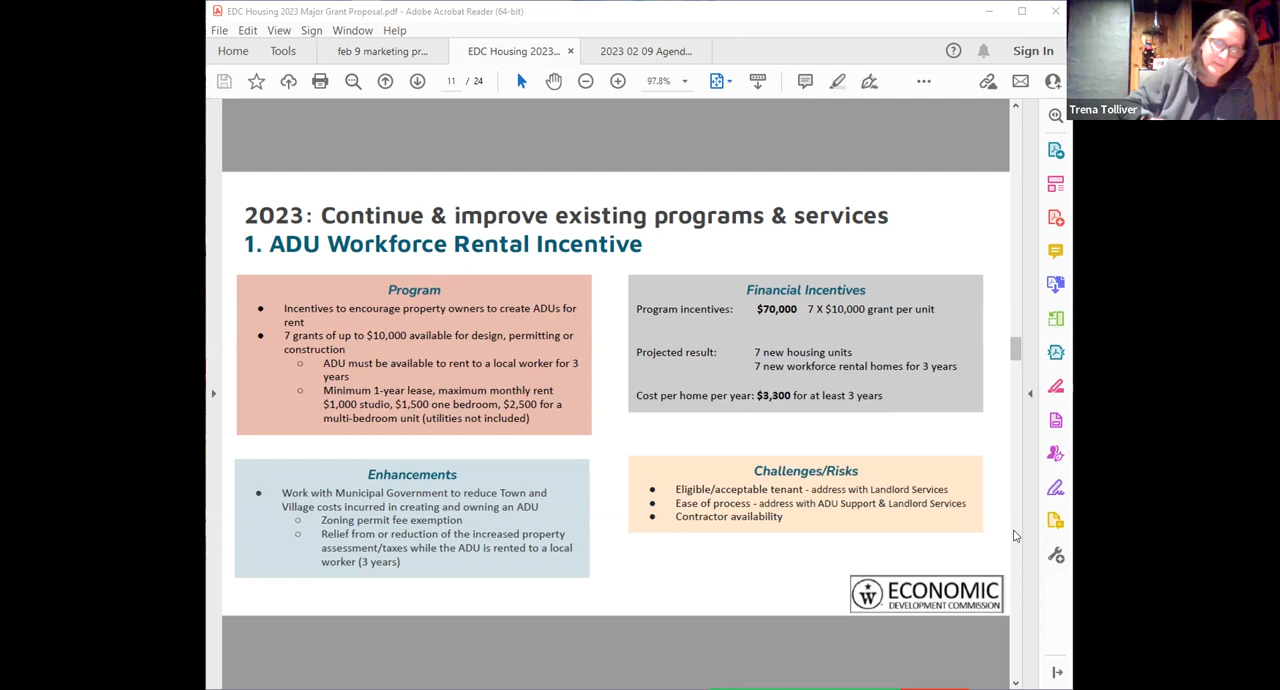 EDC Housing 2023 Major Grant Proposal.pdf - Adobe Acrobat Reader (64-bit)
File Edit View Sign Window Help
Home Tools feb 9 marketing pr... EDC Housing 2023... × 2023 02 09 Agend... Sign In
11 / 24 97.8%
Trena Tolliver
2023: Continue & improve existing programs & services
1. ADU Workforce Rental Incentive
Program
● Incentives to encourage property owners to create ADUs for
rent
● 7 grants of up to $10,000 available for design, permitting or
construction
○ ADU must be available to rent to a local worker for 3
years
○ Minimum 1-year lease, maximum monthly rent
$1,000 studio, $1,500 one bedroom, $2,500 for a
multi-bedroom unit (utilities not included)
Financial Incentives
Program incentives: $70,000 7 X $10,000 grant per unit
Projected result: 7 new housing units
7 new workforce rental homes for 3 years
Cost per home per year: $3,300 for at least 3 years
Enhancements
● Work with Municipal Government to reduce Town and
Village costs incurred in creating and owning an ADU
○ Zoning permit fee exemption
○ Relief from or reduction of the increased property
assessment/taxes while the ADU is rented to a local
worker (3 years)
Challenges/Risks
● Eligible/acceptable tenant - address with Landlord Services
● Ease of process - address with ADU Support & Landlord Services
● Contractor availability
W ECONOMIC
DEVELOPMENT COMMISSION